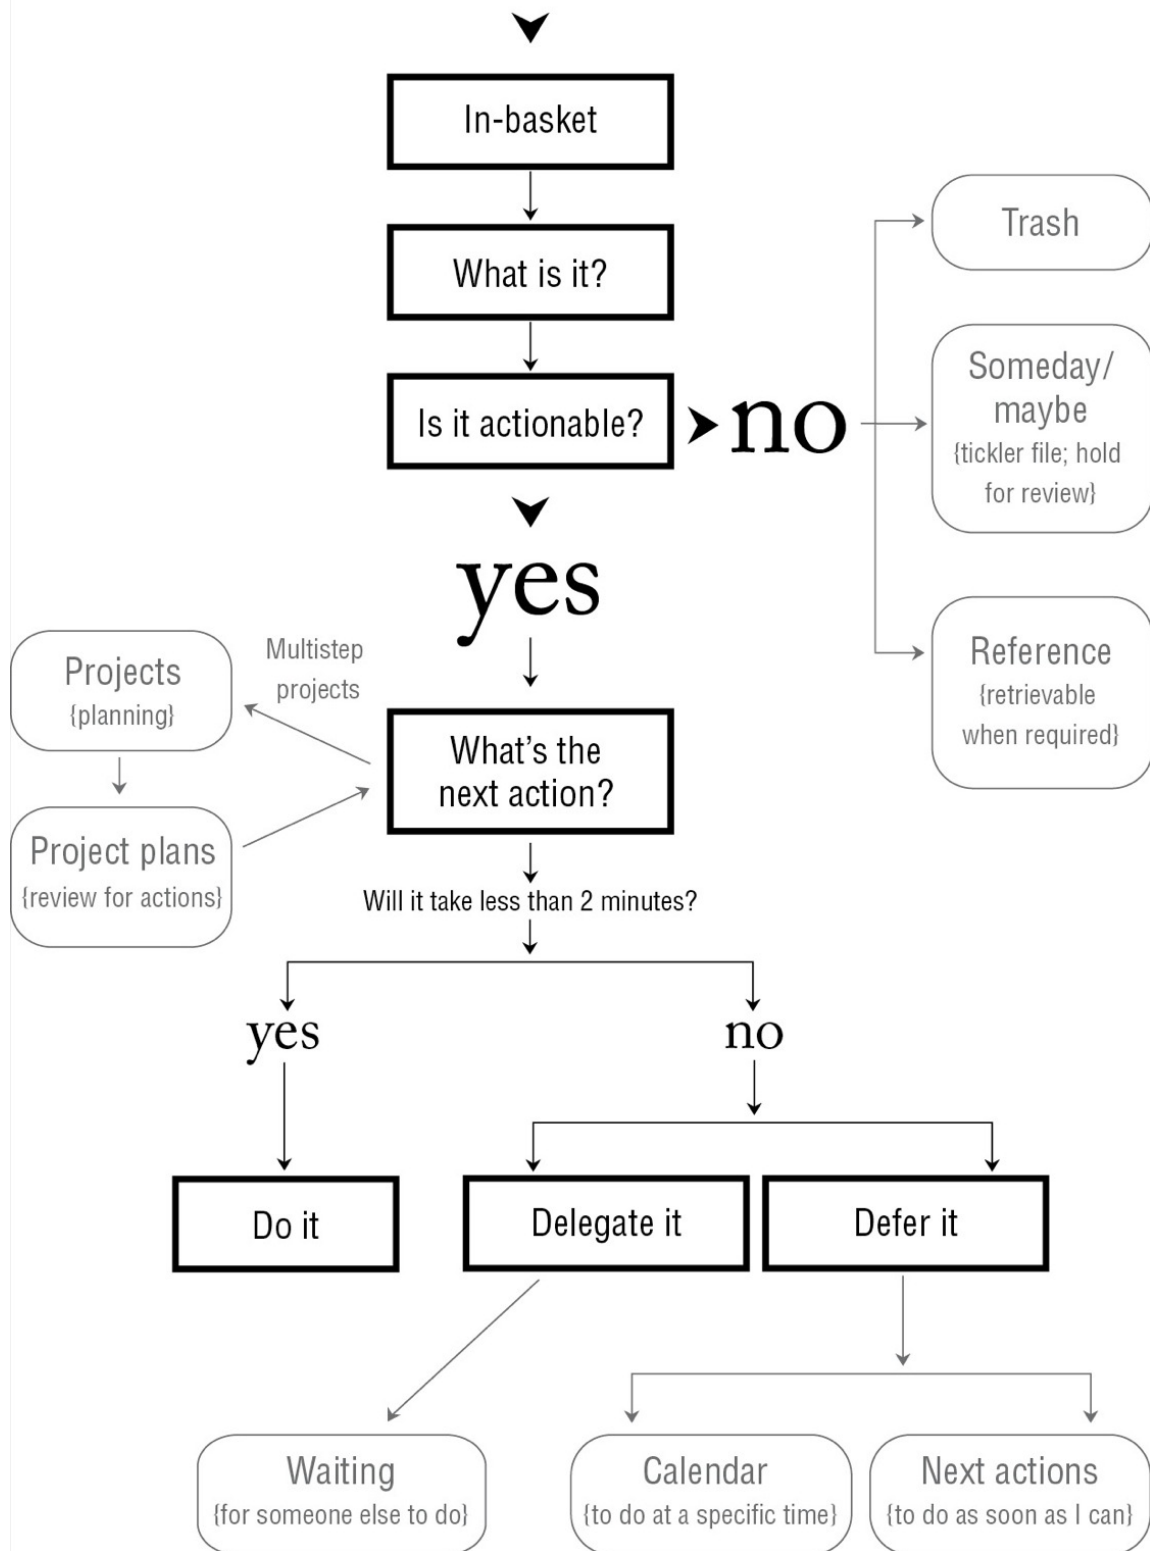 In-basket
What is it?
Is it actionable?
no
Trash
Someday/
maybe
{tickler file; hold
for review}
Reference
{retrievable
when required}
yes
Multistep
projects
Projects
{planning}
Project plans
{review for actions}
What's the
next action?
Will it take less than 2 minutes?
yes
no
Do it
Delegate it
Defer it
Waiting
{for someone else to do}
Calendar
{to do at a specific time}
Next actions
{to do as soon as I can}